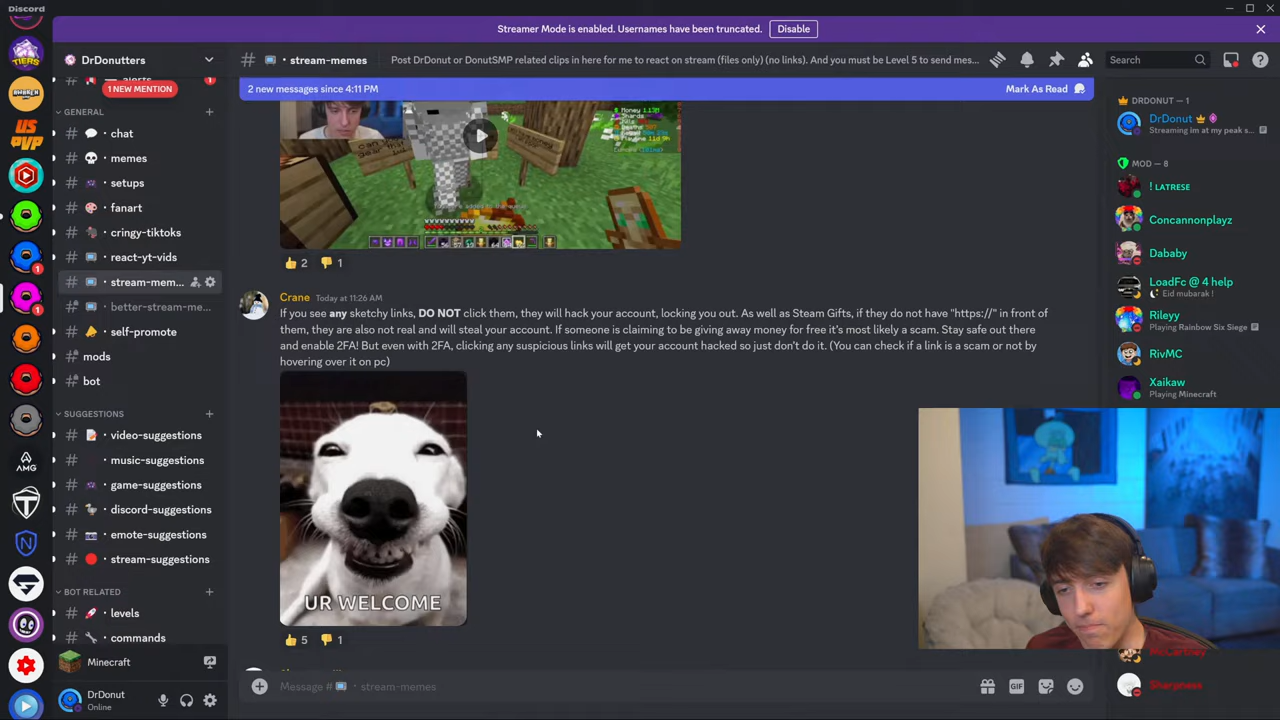 Discord
Streamer Mode is enabled. Usernames have been truncated.
Disable
DrDonutters
stream-memes
Post DrDonut or DonutSMP related clips in here for me to react on stream (files only) (no links). And you must be Level 5 to send mes...
Search
1 NEW MENTION
2 new messages since 4:11 PM
Mark As Read
GENERAL
chat
memes
setups
fanart
cringy-tiktoks
react-yt-vids
stream-mem...
better-stream-me...
self-promote
mods
bot
SUGGESTIONS
video-suggestions
music-suggestions
game-suggestions
discord-suggestions
emote-suggestions
stream-suggestions
BOT RELATED
levels
commands
Minecraft
DrDonut
Online
TIERS
US
PVP
AMG
1
1
1
2
1
Crane Today at 11:26 AM
If you see any sketchy links, DO NOT click them, they will hack your account, locking you out. As well as Steam Gifts, if they do not have "https://" in front of
them, they are also not real and will steal your account. If someone is claiming to be giving away money for free it's most likely a scam. Stay safe out there
and enable 2FA! But even with 2FA, clicking any suspicious links will get your account hacked so just don't do it. (You can check if a link is a scam or not by
hovering over it on pc)
UR WELCOME
5
1
Message #
stream-memes
GIF
DRDONUT — 1
DrDonut
Streaming im at my peak s...
MOD — 8
! LATRESE
Concannonplayz
Dababy
LoadFc @ 4 help
Eid mubarak !
Rileyy
Playing Rainbow Six Siege
RivMC
Xaikaw
Playing Minecraft
McCartney
Sharpness